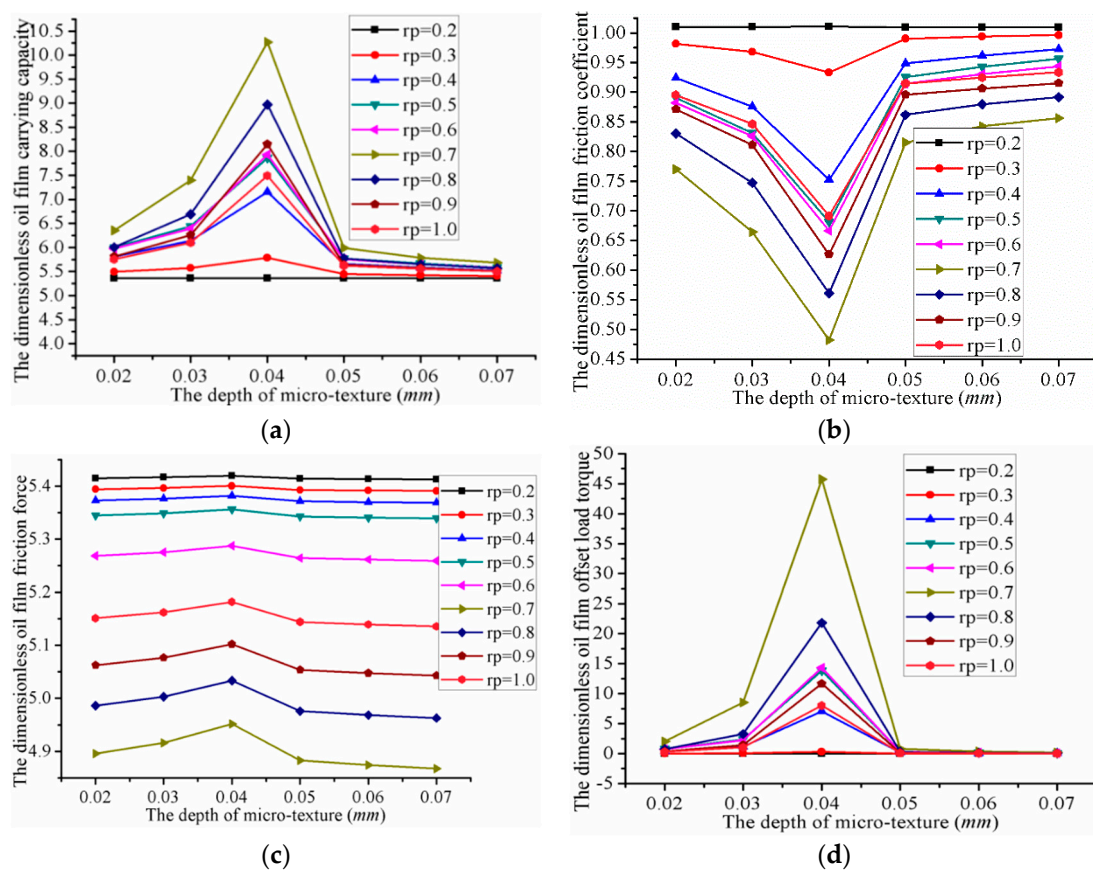 The dimensionless oil film carrying capacity
10.5
10.0
9.5
9.0
8.5
8.0
7.5
7.0
6.5
6.0
5.5
5.0
4.5
4.0
rp=0.2
rp=0.3
rp=0.4
rp=0.5
rp=0.6
rp=0.7
rp=0.8
rp=0.9
rp=1.0
0.02 0.03 0.04 0.05 0.06 0.07
The depth of micro-texture (mm)
(a)
The dimensionless oil film friction coefficient
1.00
0.95
0.90
0.85
0.80
0.75
0.70
0.65
0.60
0.55
0.50
0.45
rp=0.2
rp=0.3
rp=0.4
rp=0.5
rp=0.6
rp=0.7
rp=0.8
rp=0.9
rp=1.0
0.02 0.03 0.04 0.05 0.06 0.07
The depth of micro-texture (mm)
(b)
The dimensionless oil film friction force
5.4
5.3
5.2
5.1
5.0
4.9
rp=0.2
rp=0.3
rp=0.4
rp=0.5
rp=0.6
rp=0.7
rp=0.8
rp=0.9
rp=1.0
0.02 0.03 0.04 0.05 0.06 0.07
The depth of micro-texture (mm)
(c)
The dimensionless oil film offset load torque
50
45
40
35
30
25
20
15
10
5
0
-5
rp=0.2
rp=0.3
rp=0.4
rp=0.5
rp=0.6
rp=0.7
rp=0.8
rp=0.9
rp=1.0
0.02 0.03 0.04 0.05 0.06 0.07
The depth of micro-texture (mm)
(d)